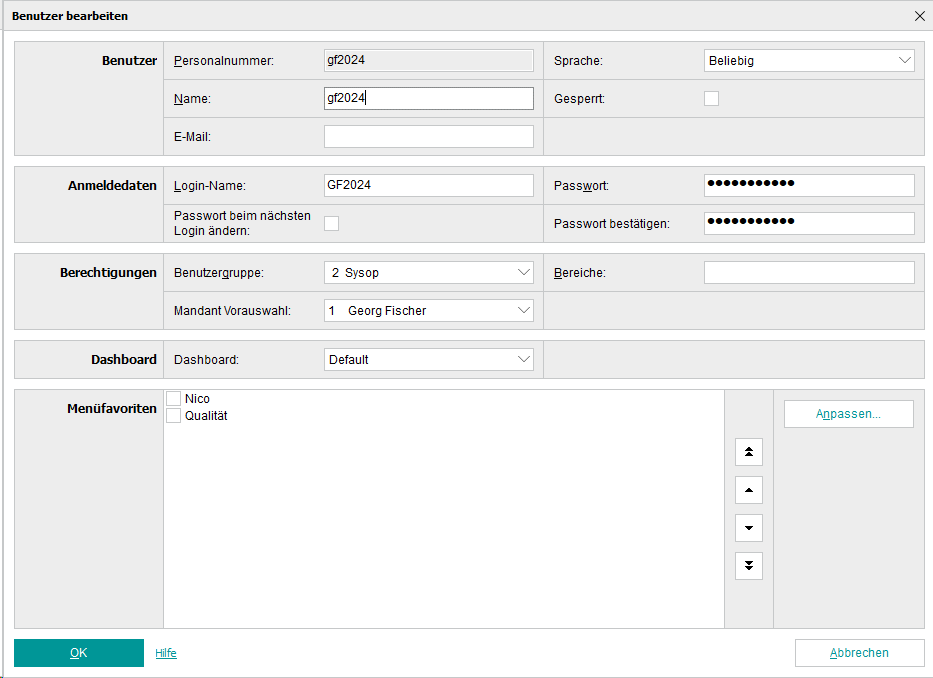 Benutzer bearbeiten
Benutzer
Personalnummer:
gf2024
Sprache:
Beliebig
Name:
gf2024
Gesperrt:
E-Mail:
Anmeldedaten
Login-Name:
GF2024
Passwort:
●●●●●●●●●●●
Passwort beim nächsten
Login ändern:
Passwort bestätigen:
●●●●●●●●●●●
Berechtigungen
Benutzergruppe:
2 Sysop
Bereiche:
Mandant Vorauswahl:
1 Georg Fischer
Dashboard
Dashboard:
Default
Menüfavoriten
Nico
Qualität
Anpassen...
OK
Hilfe
Abbrechen